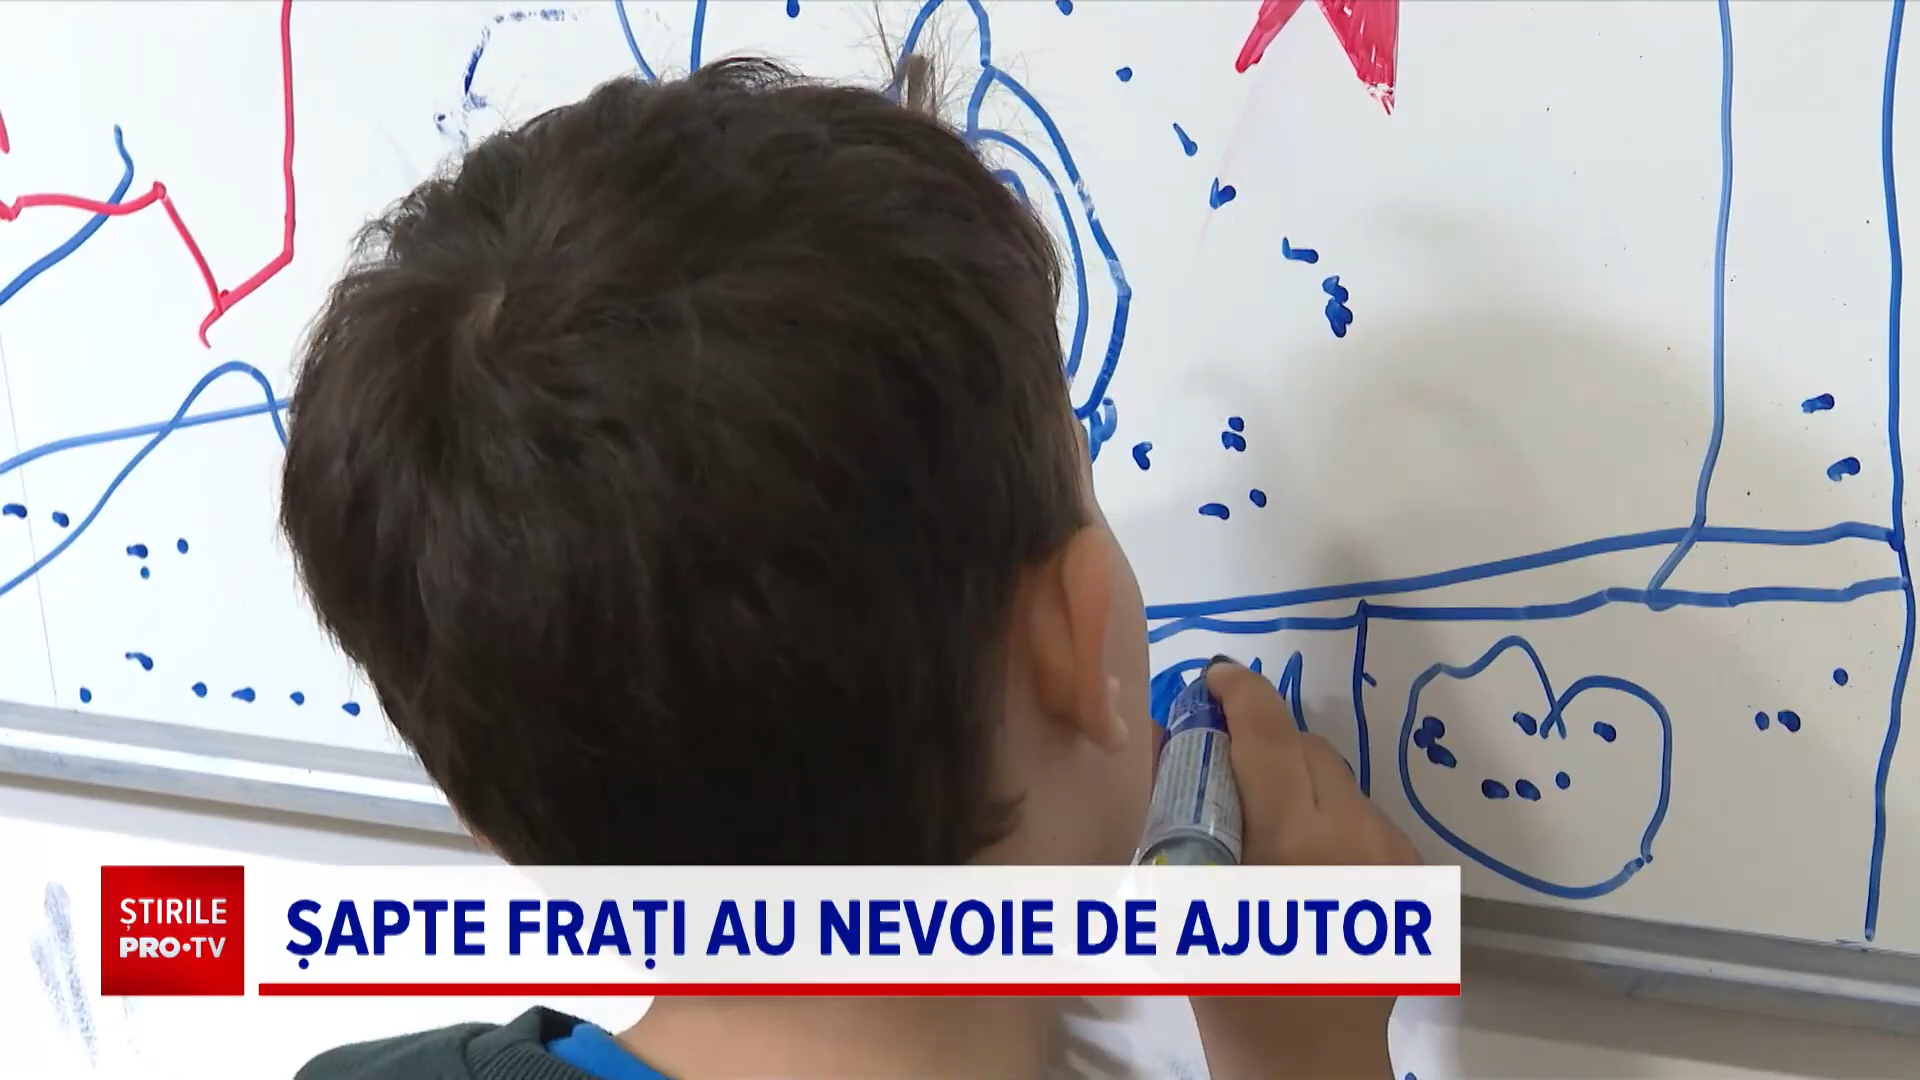 ȘTIRILE
PRO•TV
ȘAPTE FRAȚI AU NEVOIE DE AJUTOR